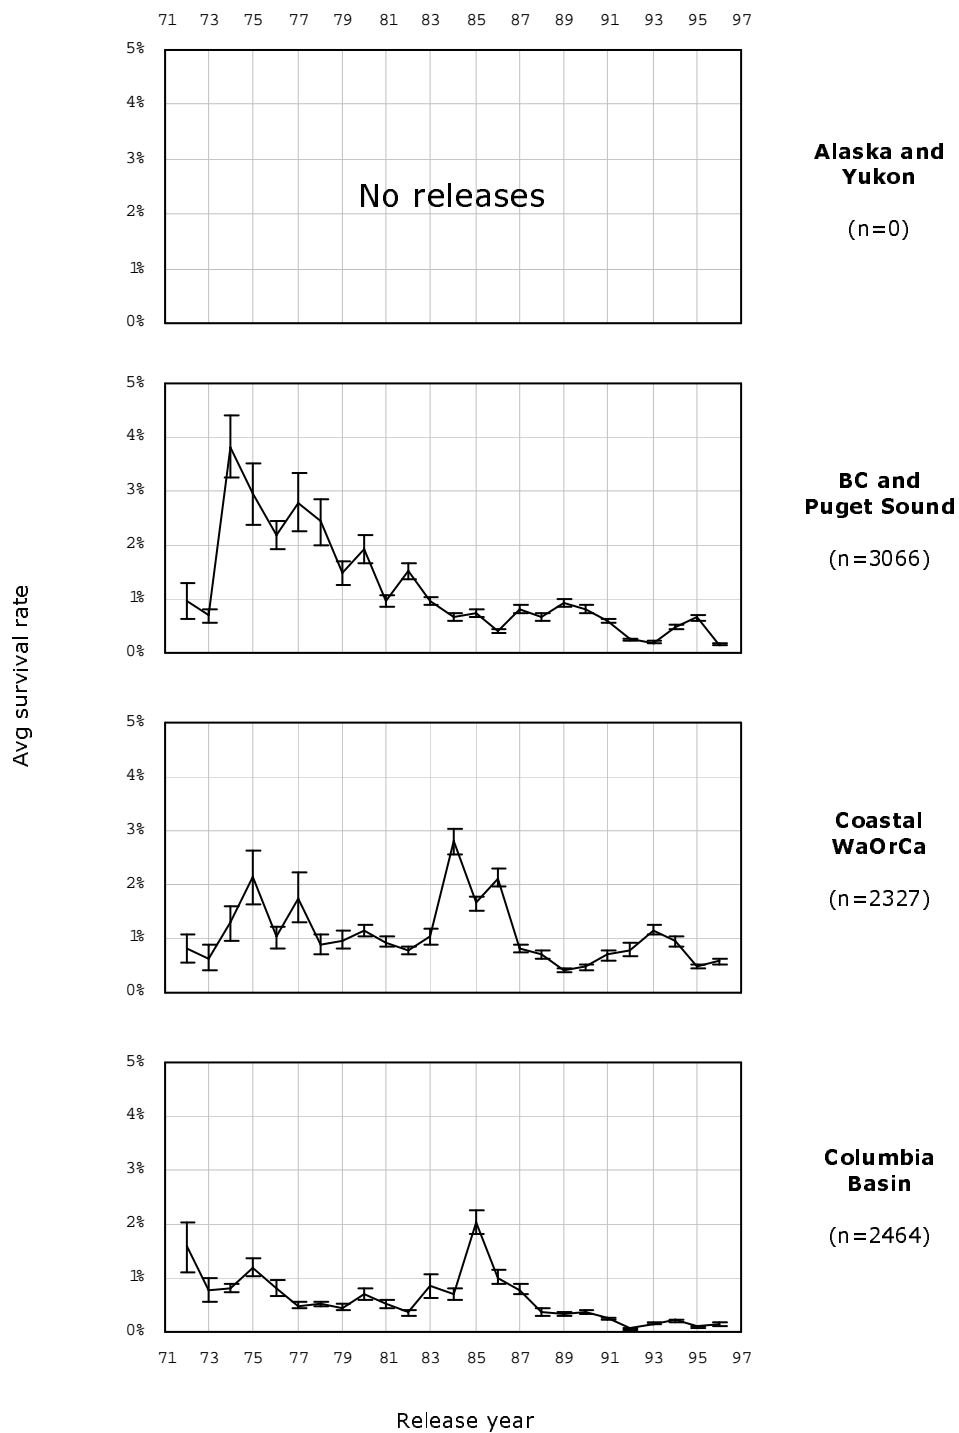 71 73 75 77 79 81 83 85 87 89 91 93 95 97
5%
4%
3%
2%
1%
0%
No releases
Alaska and
Yukon
(n=0)
5%
4%
3%
2%
1%
0%
BC and
Puget Sound
(n=3066)
Avg survival rate
5%
4%
3%
2%
1%
0%
Coastal
WaOrCa
(n=2327)
5%
4%
3%
2%
1%
0%
Columbia
Basin
(n=2464)
71 73 75 77 79 81 83 85 87 89 91 93 95 97
Release year